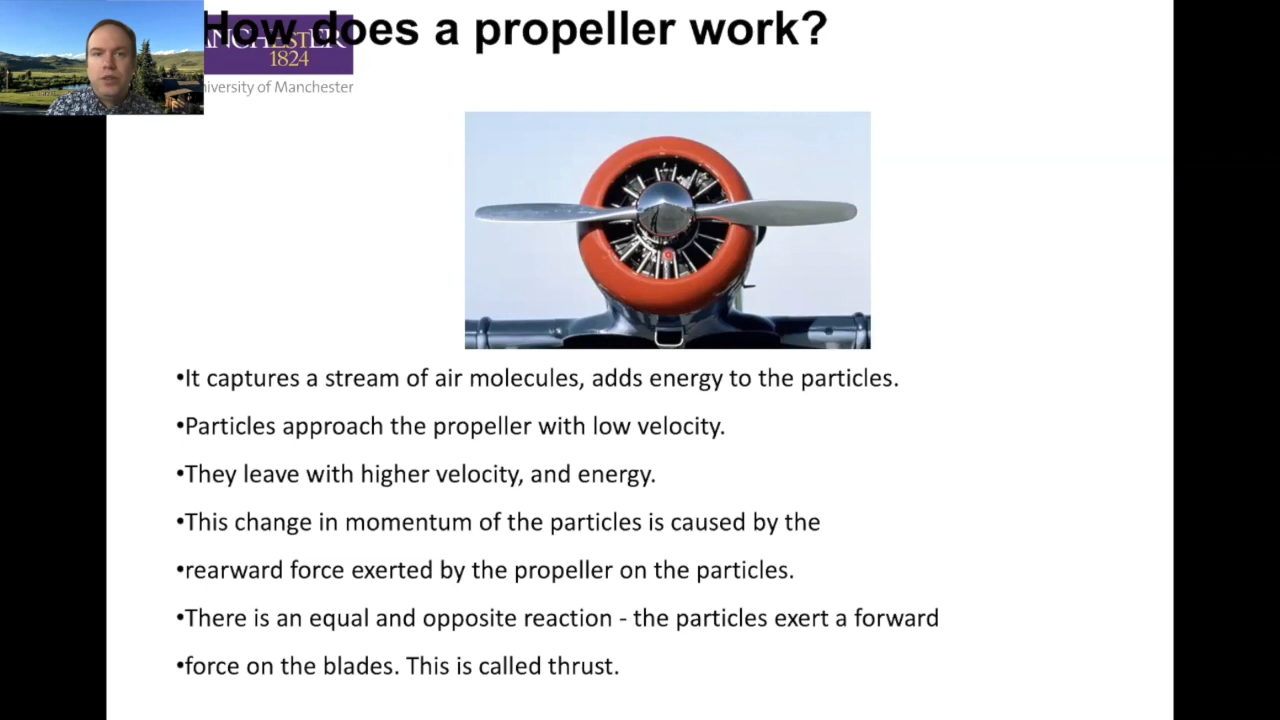 How does a propeller work?
ANCHESTER
1824
iversity of Manchester
•It captures a stream of air molecules, adds energy to the particles.
•Particles approach the propeller with low velocity.
•They leave with higher velocity, and energy.
•This change in momentum of the particles is caused by the
•rearward force exerted by the propeller on the particles.
•There is an equal and opposite reaction - the particles exert a forward
•force on the blades. This is called thrust.